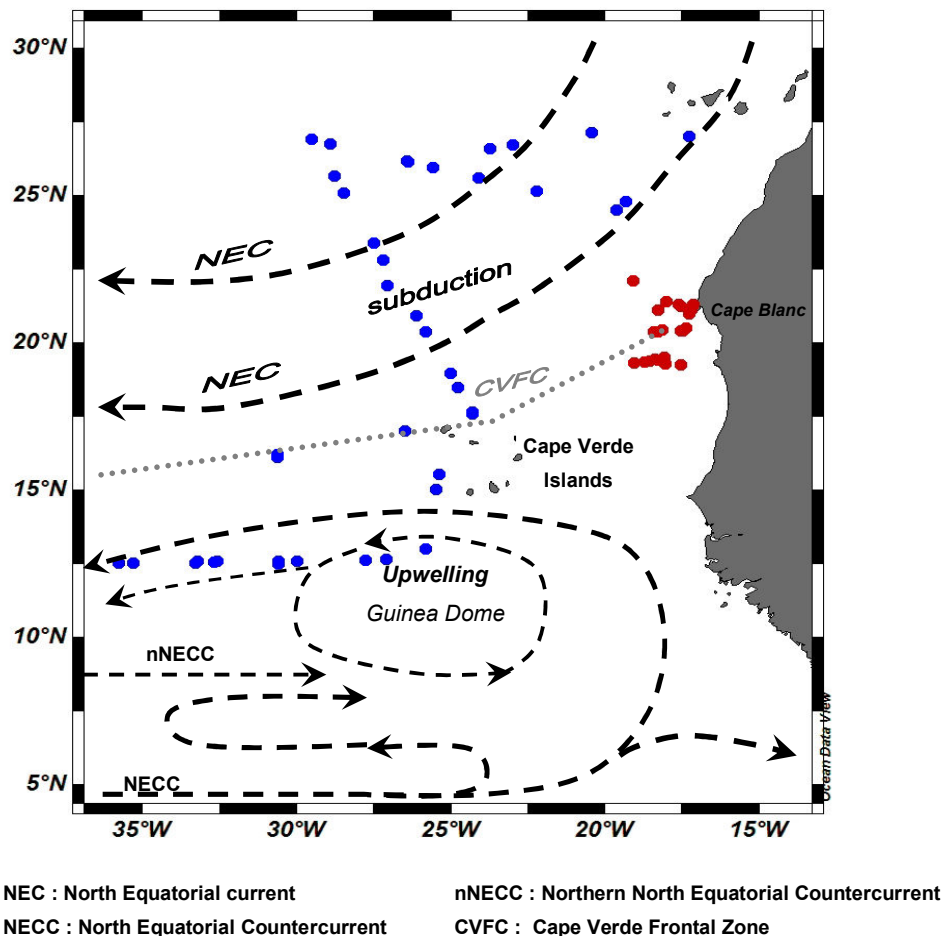 30°N
25°N
20°N
15°N
10°N
5°N
NEC
subduction
NEC
CVFC
Cape Blanc
Cape Verde
Islands
Upwelling
Guinea Dome
nNECC
NECC
Ocean Data View
35°W
30°W
25°W
20°W
15°W
NEC : North Equatorial current
nNECC : Northern North Equatorial Countercurrent
NECC : North Equatorial Countercurrent
CVFC : Cape Verde Frontal Zone